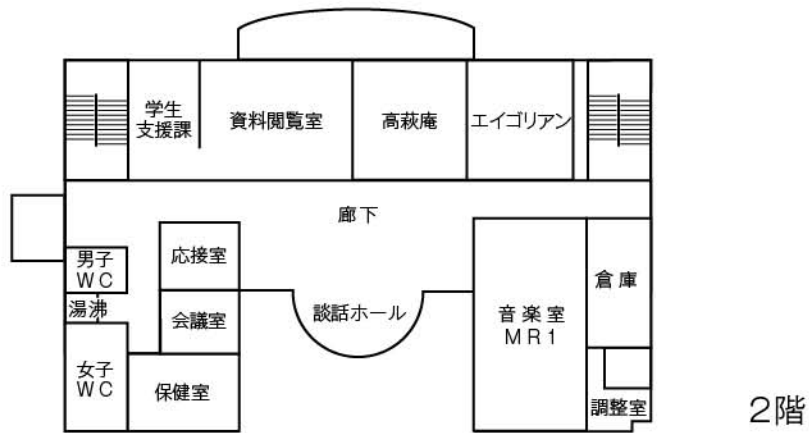 学生
支援課
資料閲覧室
高萩庵
エイゴリアン
廊下
男子
WC
応接室
湯沸
会議室
談話ホール
音楽室
MR1
倉庫
女子
WC
保健室
調整室
2階